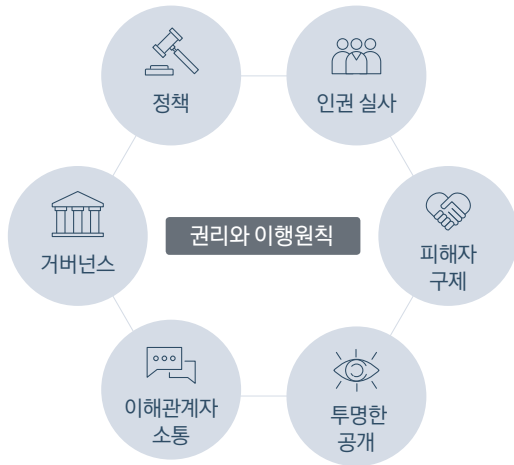 정책
인권 실사
거버넌스
권리와 이행원칙
피해자
구제
이해관계자
소통
투명한
공개